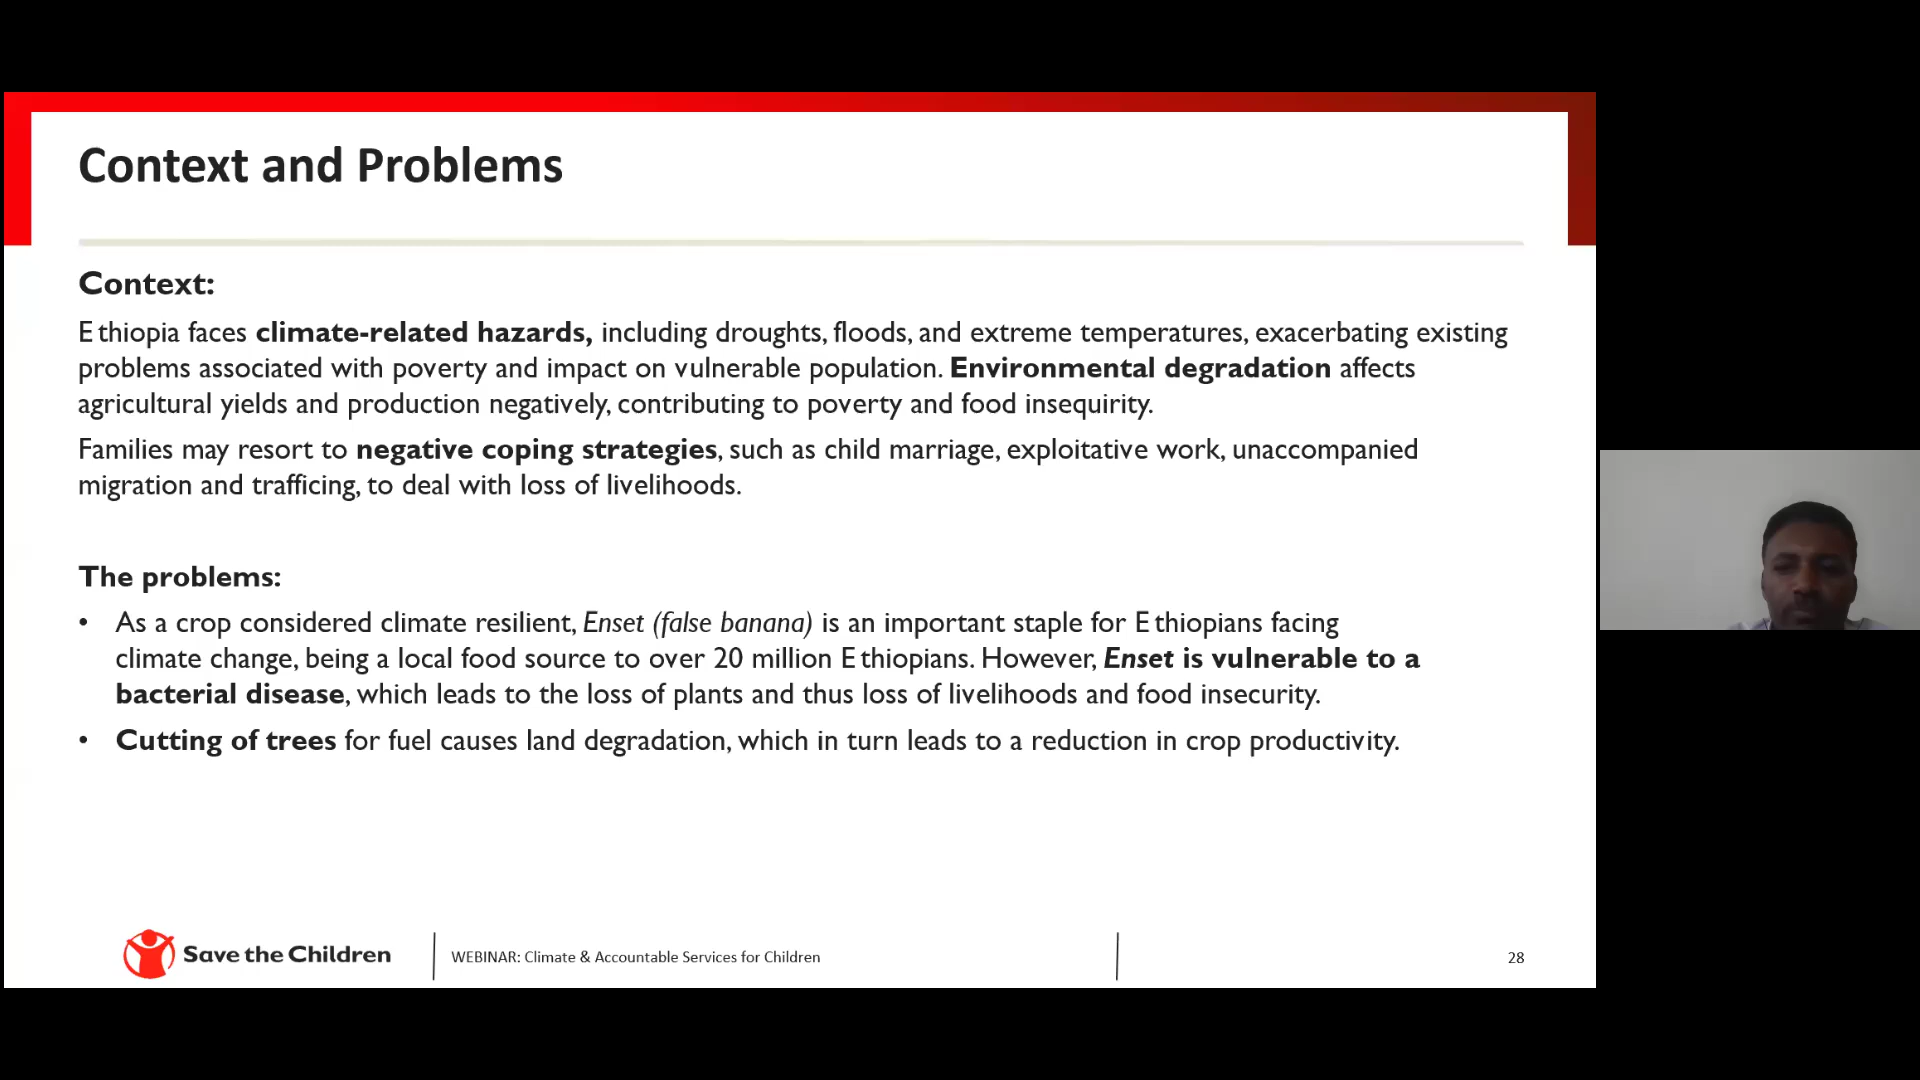 Context and Problems
Context:
Ethiopia faces climate-related hazards, including droughts, floods, and extreme temperatures, exacerbating existing
problems associated with poverty and impact on vulnerable population. Environmental degradation affects
agricultural yields and production negatively, contributing to poverty and food insequirity.
Families may resort to negative coping strategies, such as child marriage, exploitative work, unaccompanied
migration and trafficing, to deal with loss of livelihoods.
The problems:
• As a crop considered climate resilient, Enset (false banana) is an important staple for Ethiopians facing
climate change, being a local food source to over 20 million Ethiopians. However, Enset is vulnerable to a
bacterial disease, which leads to the loss of plants and thus loss of livelihoods and food insecurity.
• Cutting of trees for fuel causes land degradation, which in turn leads to a reduction in crop productivity.
Save the Children
WEBINAR: Climate & Accountable Services for Children
28